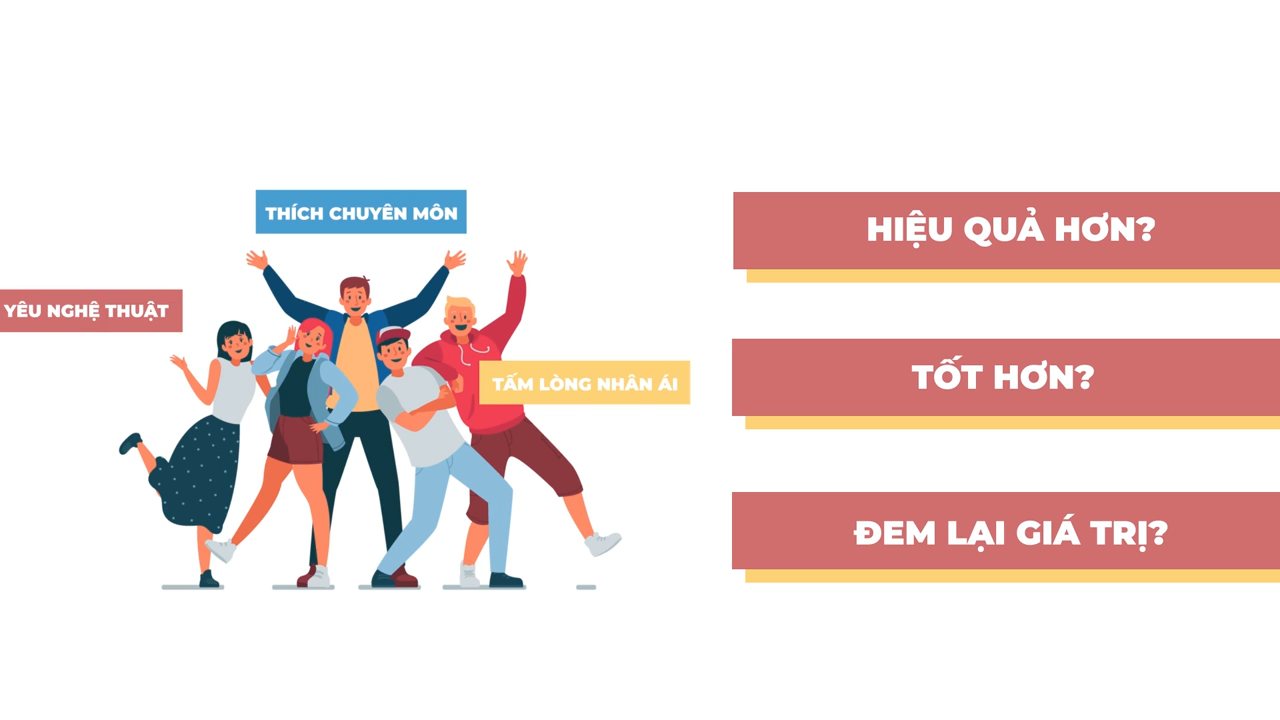 THÍCH CHUYÊN MÔN
YÊU NGHỆ THUẬT
TẤM LÒNG NHÂN ÁI
HIỆU QUẢ HƠN?
TỐT HƠN?
ĐEM LẠI GIÁ TRỊ?